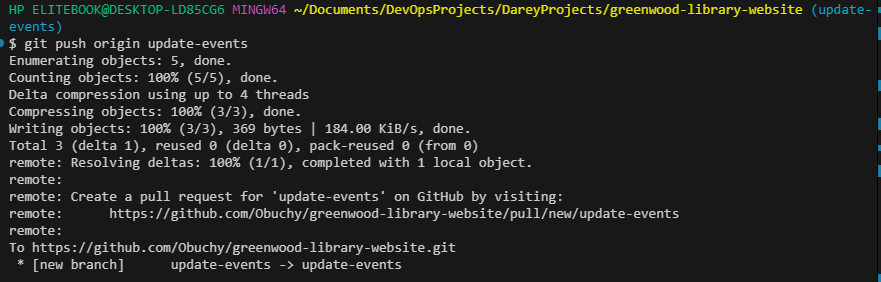 HP ELITEBOOK@DESKTOP-LD85CG6 MINGW64 ~/Documents/DevOpsProjects/DareyProjects/greenwood-library-website (update-
events)
$ git push origin update-events
Enumerating objects: 5, done.
Counting objects: 100% (5/5), done.
Delta compression using up to 4 threads
Compressing objects: 100% (3/3), done.
Writing objects: 100% (3/3), 369 bytes | 184.00 KiB/s, done.
Total 3 (delta 1), reused 0 (delta 0), pack-reused 0 (from 0)
remote: Resolving deltas: 100% (1/1), completed with 1 local object.
remote:
remote: Create a pull request for 'update-events' on GitHub by visiting:
remote:      https://github.com/Obuchy/greenwood-library-website/pull/new/update-events
remote:
To https://github.com/Obuchy/greenwood-library-website.git
 * [new branch]      update-events -> update-events